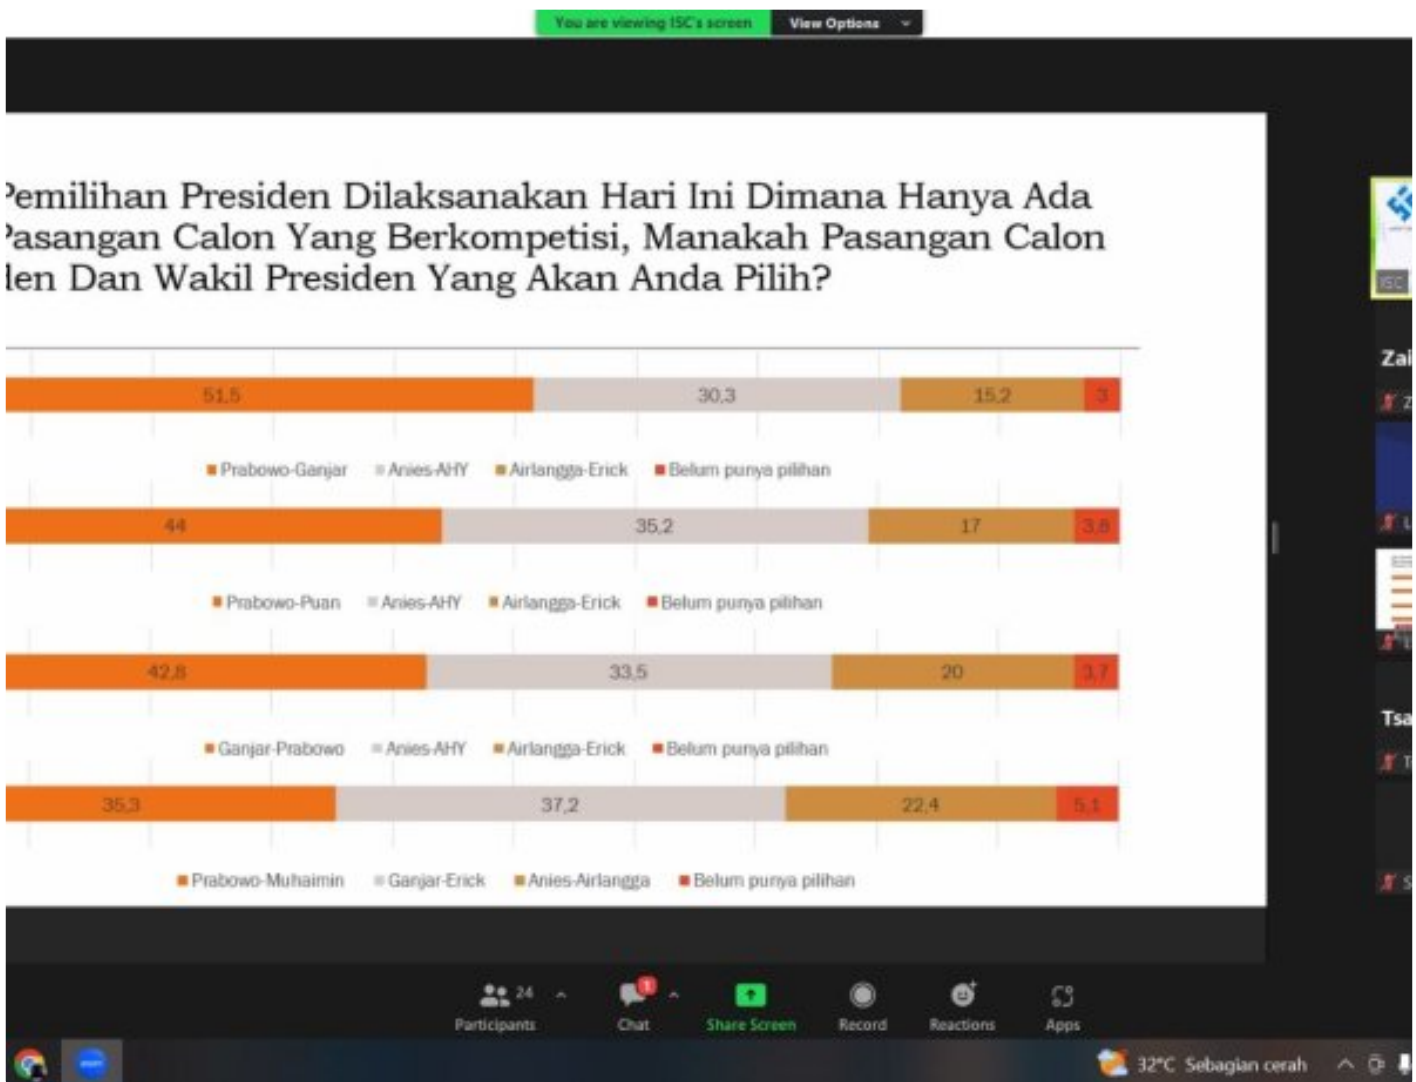 You are viewing ISC's screen View Options
Pemilihan Presiden Dilaksanakan Hari Ini Dimana Hanya Ada
Pasangan Calon Yang Berkompetisi, Manakah Pasangan Calon
den Dan Wakil Presiden Yang Akan Anda Pilih?
51,5 30,3 15,2 3
Prabowo-Ganjar Anies-AHY Airlangga-Erick Belum punya pilihan
44 35,2 17 3,8
Prabowo-Puan Anies-AHY Airlangga-Erick Belum punya pilihan
42,8 33,5 20 3,7
Ganjar-Prabowo Anies-AHY Airlangga-Erick Belum punya pilihan
35,3 37,2 22,4 5,1
Prabowo-Muhaimin Ganjar-Erick Anies-Airlangga Belum punya pilihan
ISC
Zai
Z
L
Tsa
T
S
24 1
Participants Chat Share Screen Record Reactions Apps
32°C Sebagian cerah